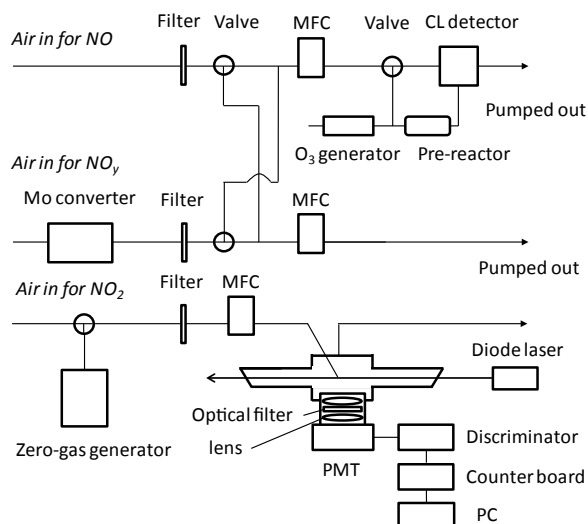 Filter
Valve
MFC
Valve
CL detector
Air in for NO
Pumped out
O3 generator
Pre-reactor
Air in for NOy
Mo converter
Filter
MFC
Pumped out
Air in for NO2
Filter
MFC
Diode laser
Optical filter
lens
Zero-gas generator
PMT
Discriminator
Counter board
PC